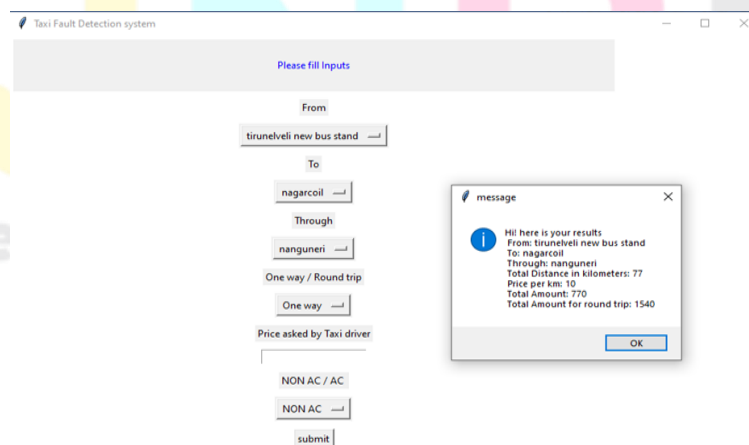 Taxi Fault Detection system
Please fill Inputs
From
tirunelveli new bus stand
To
nagarcoil
Through
nanguneri
One way / Round trip
One way
Price asked by Taxi driver
NON AC / AC
NON AC
submit
message
Hi! here is your results
From: tirunelveli new bus stand
To: nagarcoil
Through: nanguneri
Total Distance in kilometers: 77
Price per km: 10
Total Amount: 770
Total Amount for round trip: 1540
OK